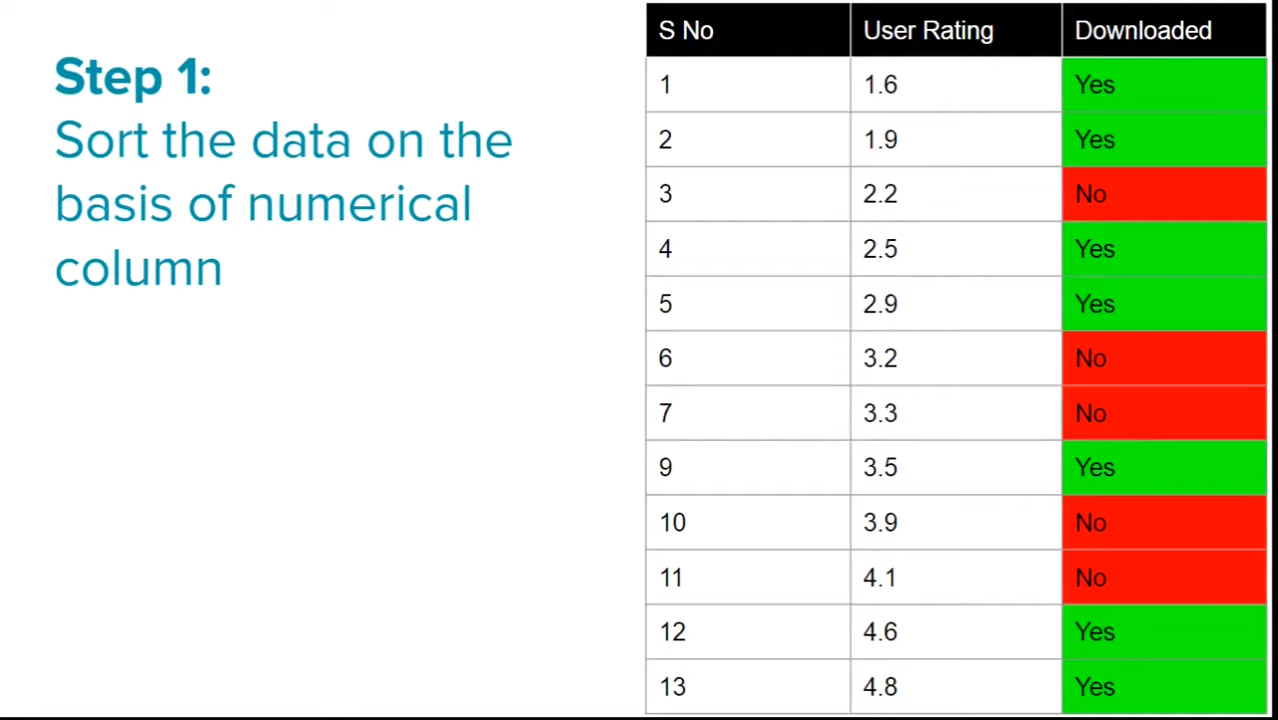 Step 1:
Sort the data on the
basis of numerical
column
S No User Rating Downloaded
1 1.6 Yes
2 1.9 Yes
3 2.2 No
4 2.5 Yes
5 2.9 Yes
6 3.2 No
7 3.3 No
9 3.5 Yes
10 3.9 No
11 4.1 No
12 4.6 Yes
13 4.8 Yes